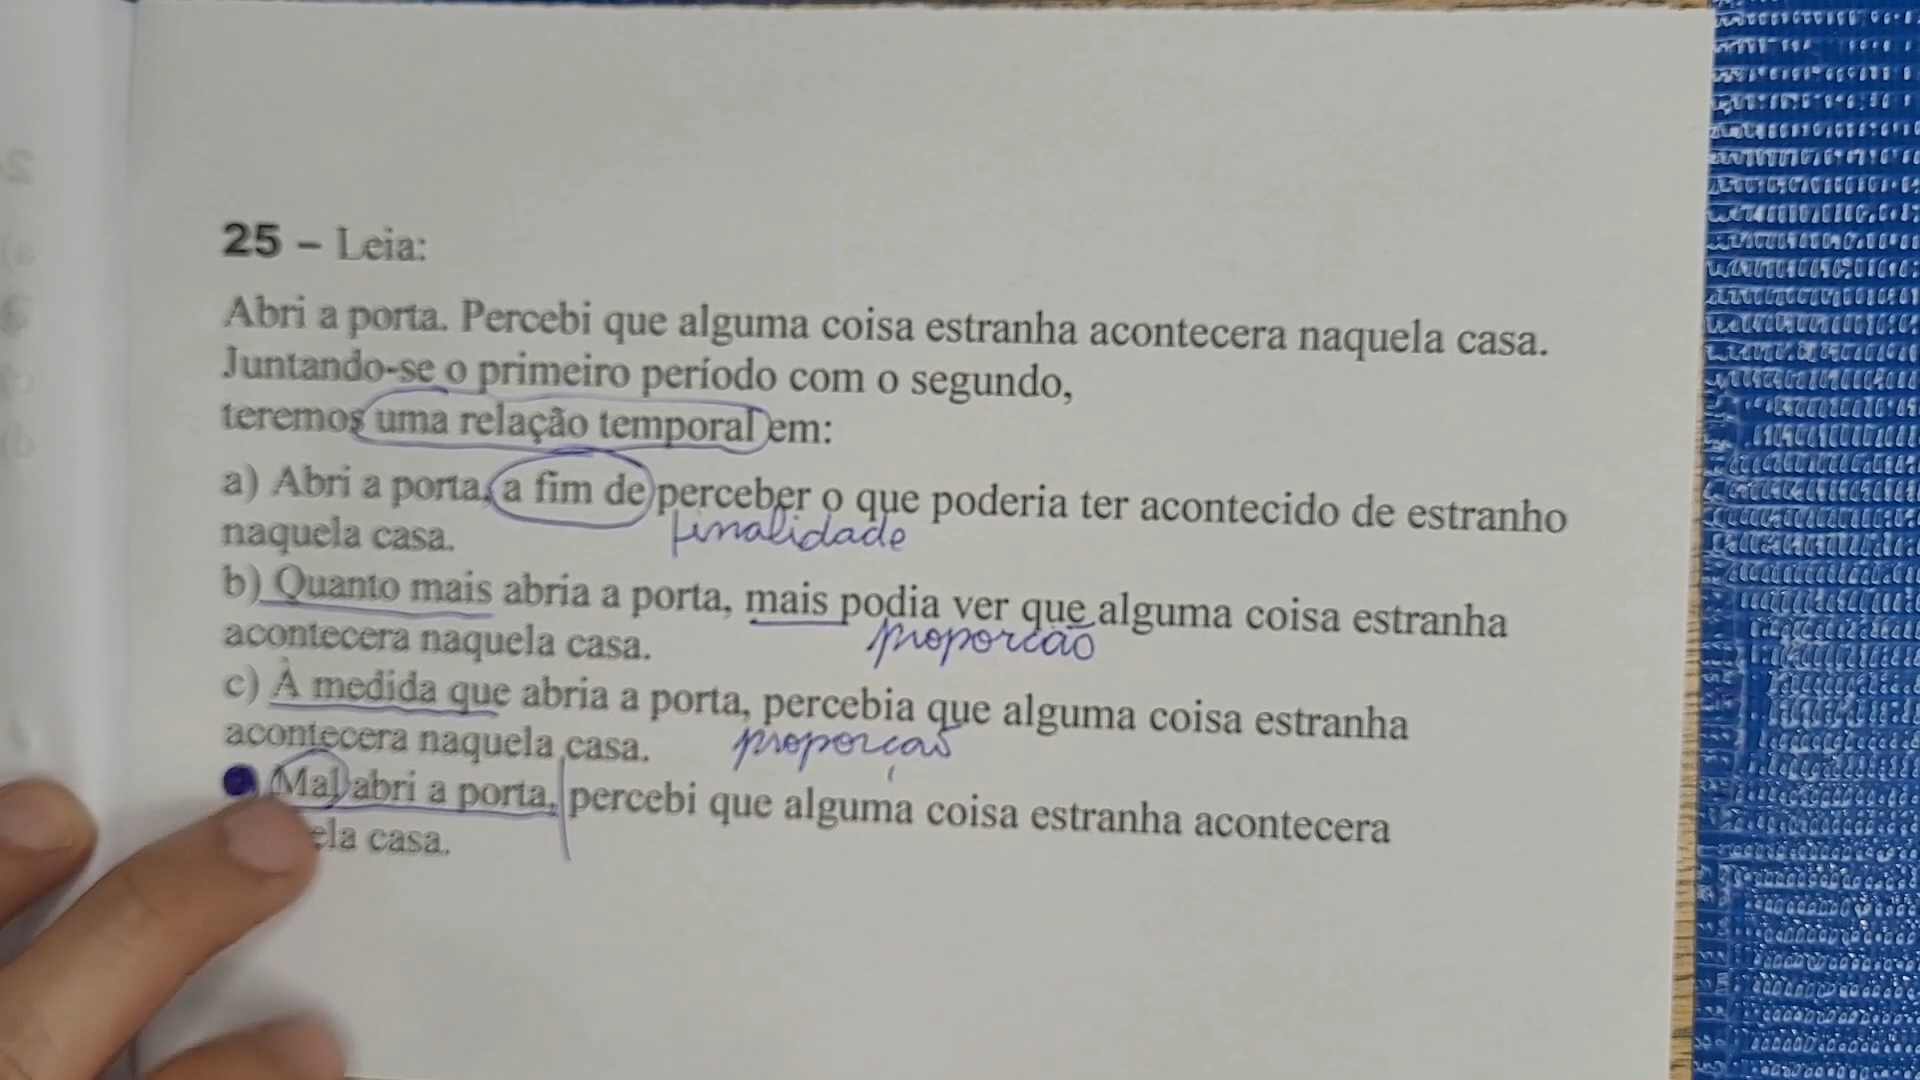 25 – Leia:
Abri a porta. Percebi que alguma coisa estranha acontecera naquela casa.
Juntando-se o primeiro período com o segundo,
teremos uma relação temporal em:
a) Abri a porta, a fim de perceber o que poderia ter acontecido de estranho
finalidade
naquela casa.
b) Quanto mais abria a porta, mais podia ver que alguma coisa estranha
acontecera naquela casa.
proporcão
c) À medida que abria a porta, percebia que alguma coisa estranha
acontecera naquela casa.
proporçao
Mal abri a porta, percebi que alguma coisa estranha acontecera
ela casa.